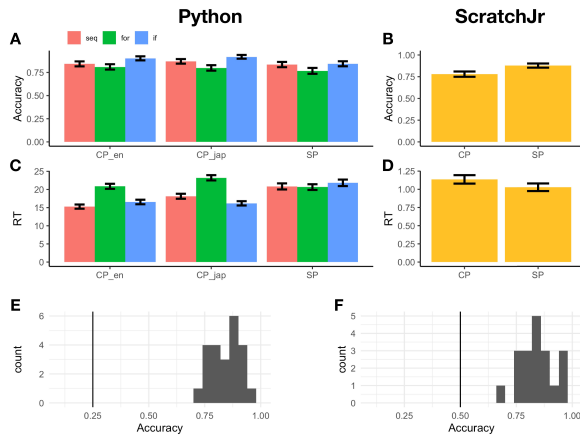 Python
ScratchJr
A
seq for if
Accuracy
0.75
0.50
0.25
0.00
CP_en CP_jap SP
B
Accuracy
1.00
0.75
0.50
0.25
0.00
CP SP
C
RT
25
20
15
10
5
0
CP_en CP_jap SP
D
RT
1.25
1.00
0.75
0.50
0.25
0.00
CP SP
E
count
6
4
2
0
0.25 0.50 0.75 1.00
Accuracy
F
count
5
4
3
2
1
0
0.25 0.50 0.75 1.00
Accuracy